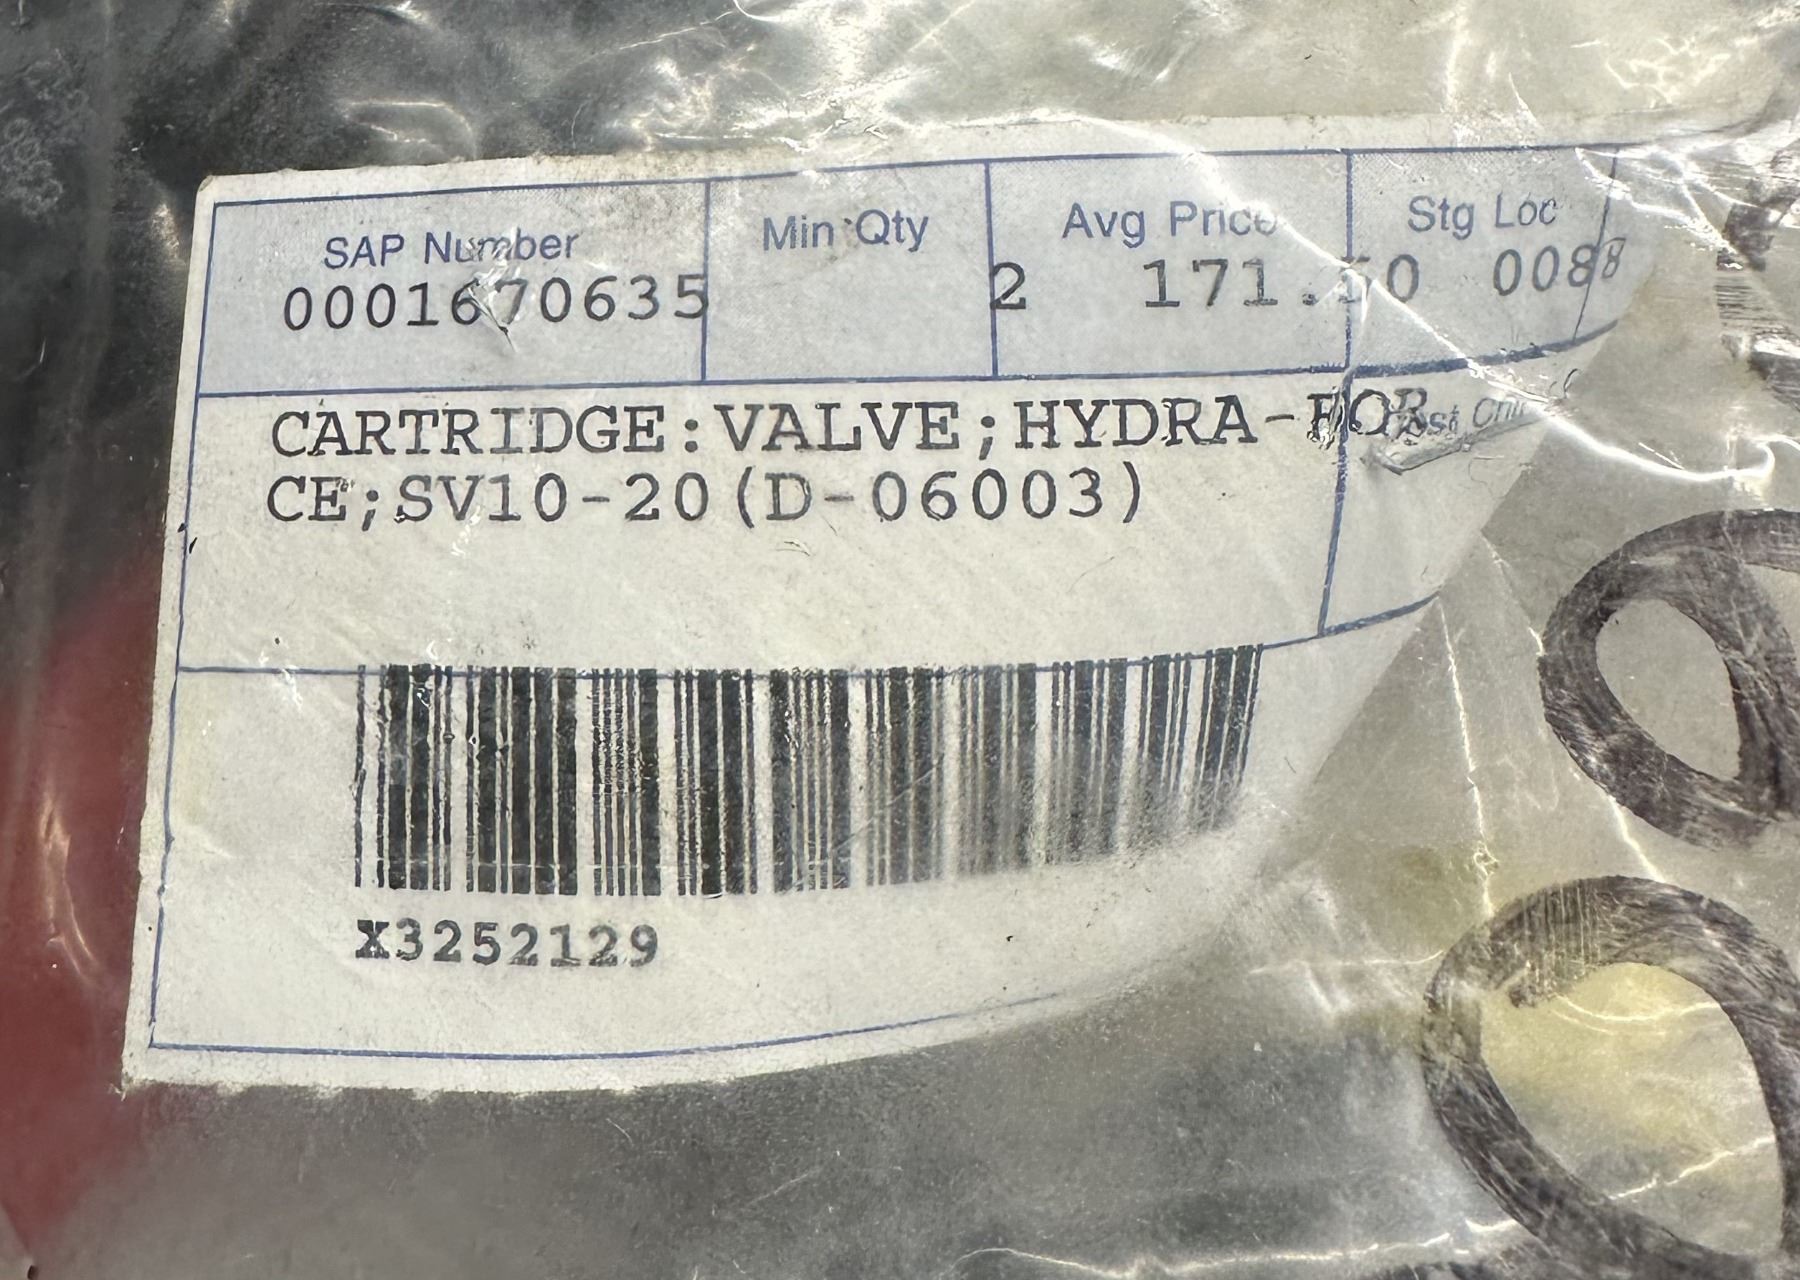 SAP Number Min Qty Avg Price Stg Loc
0001670635 2 171.50 0088
CARTRIDGE:VALVE;HYDRA-FOR
CE;SV10-20(D-06003)
X3252129